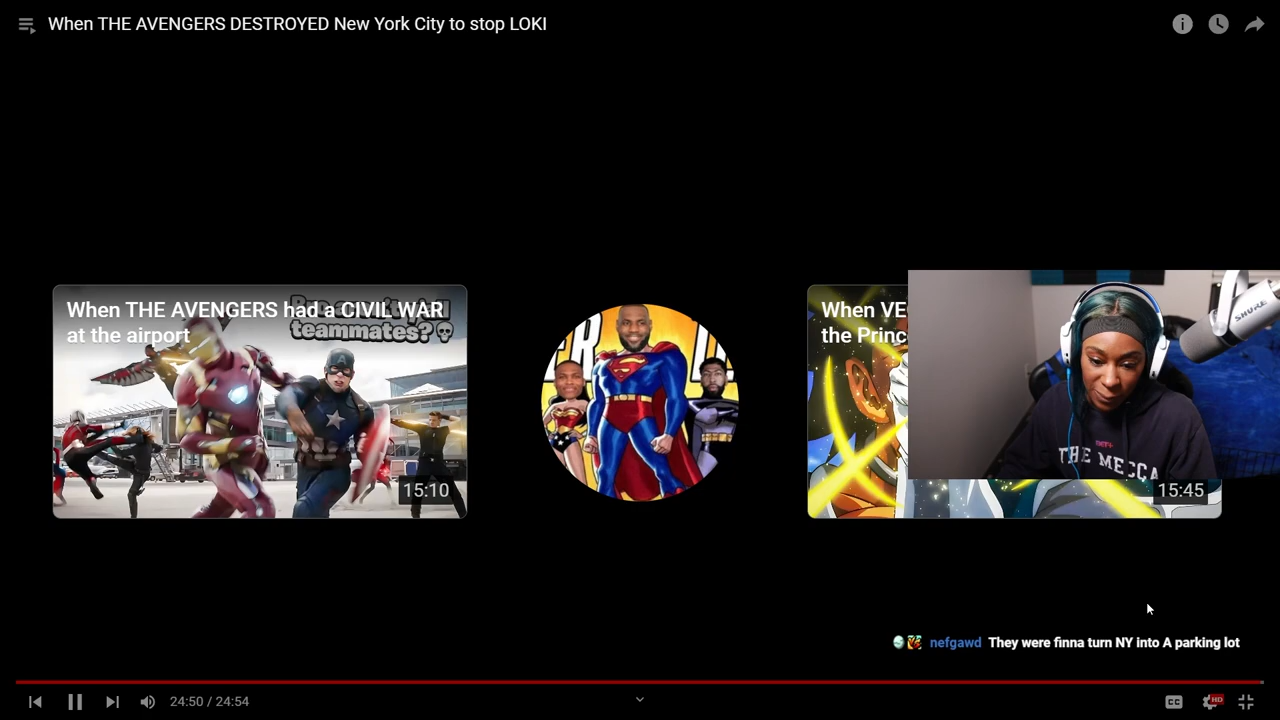 When THE AVENGERS DESTROYED New York City to stop LOKI
When THE AVENGERS had a CIVIL WAR
at the airport
teammates?
15:10
When VE
the Princ
15:45
SHURE
THE MECCA
nefgawd They were finna turn NY into A parking lot
24:50 / 24:54
CC
HD